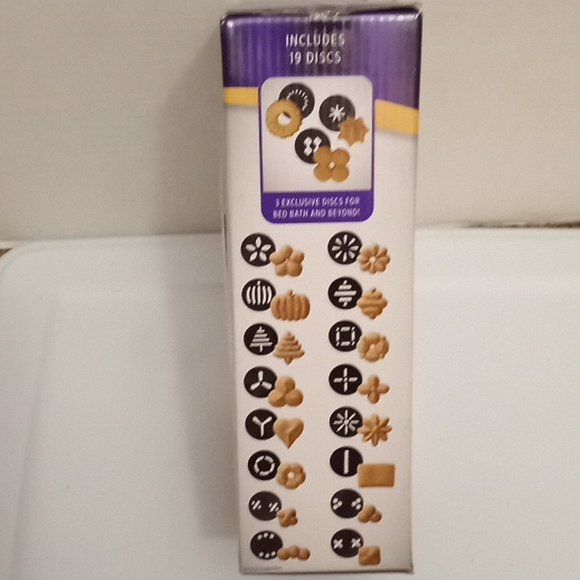 INCLUDES
19 DISCS
3 EXCLUSIVE DISCS FOR
BED BATH AND BEYOND!